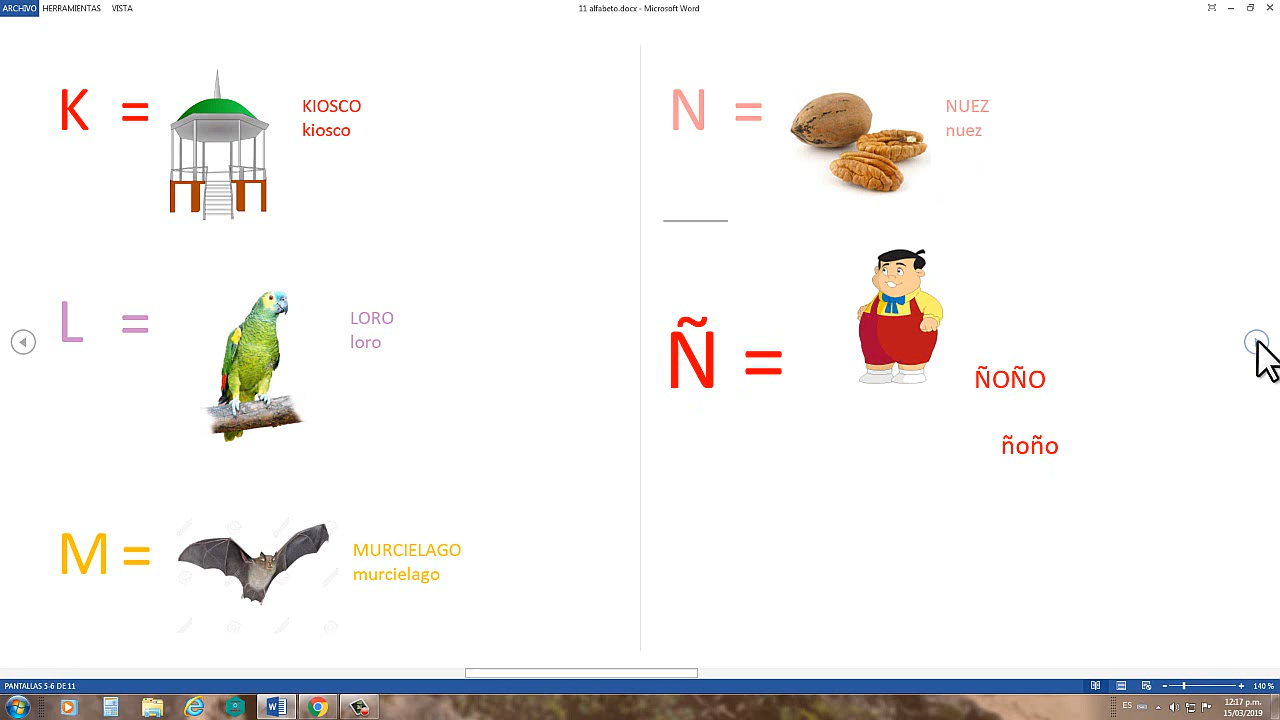 ARCHIVO HERRAMIENTAS VISTA
11 alfabeto.docx - Microsoft Word
K =
KIOSCO
kiosco
L =
LORO
loro
M =
MURCIELAGO
murcielago
N =
NUEZ
nuez
Ñ =
ÑOÑO
ñoño
PANTALLAS 5-6 DE 11
140 %
ES
12:17 p.m.
15/03/2019